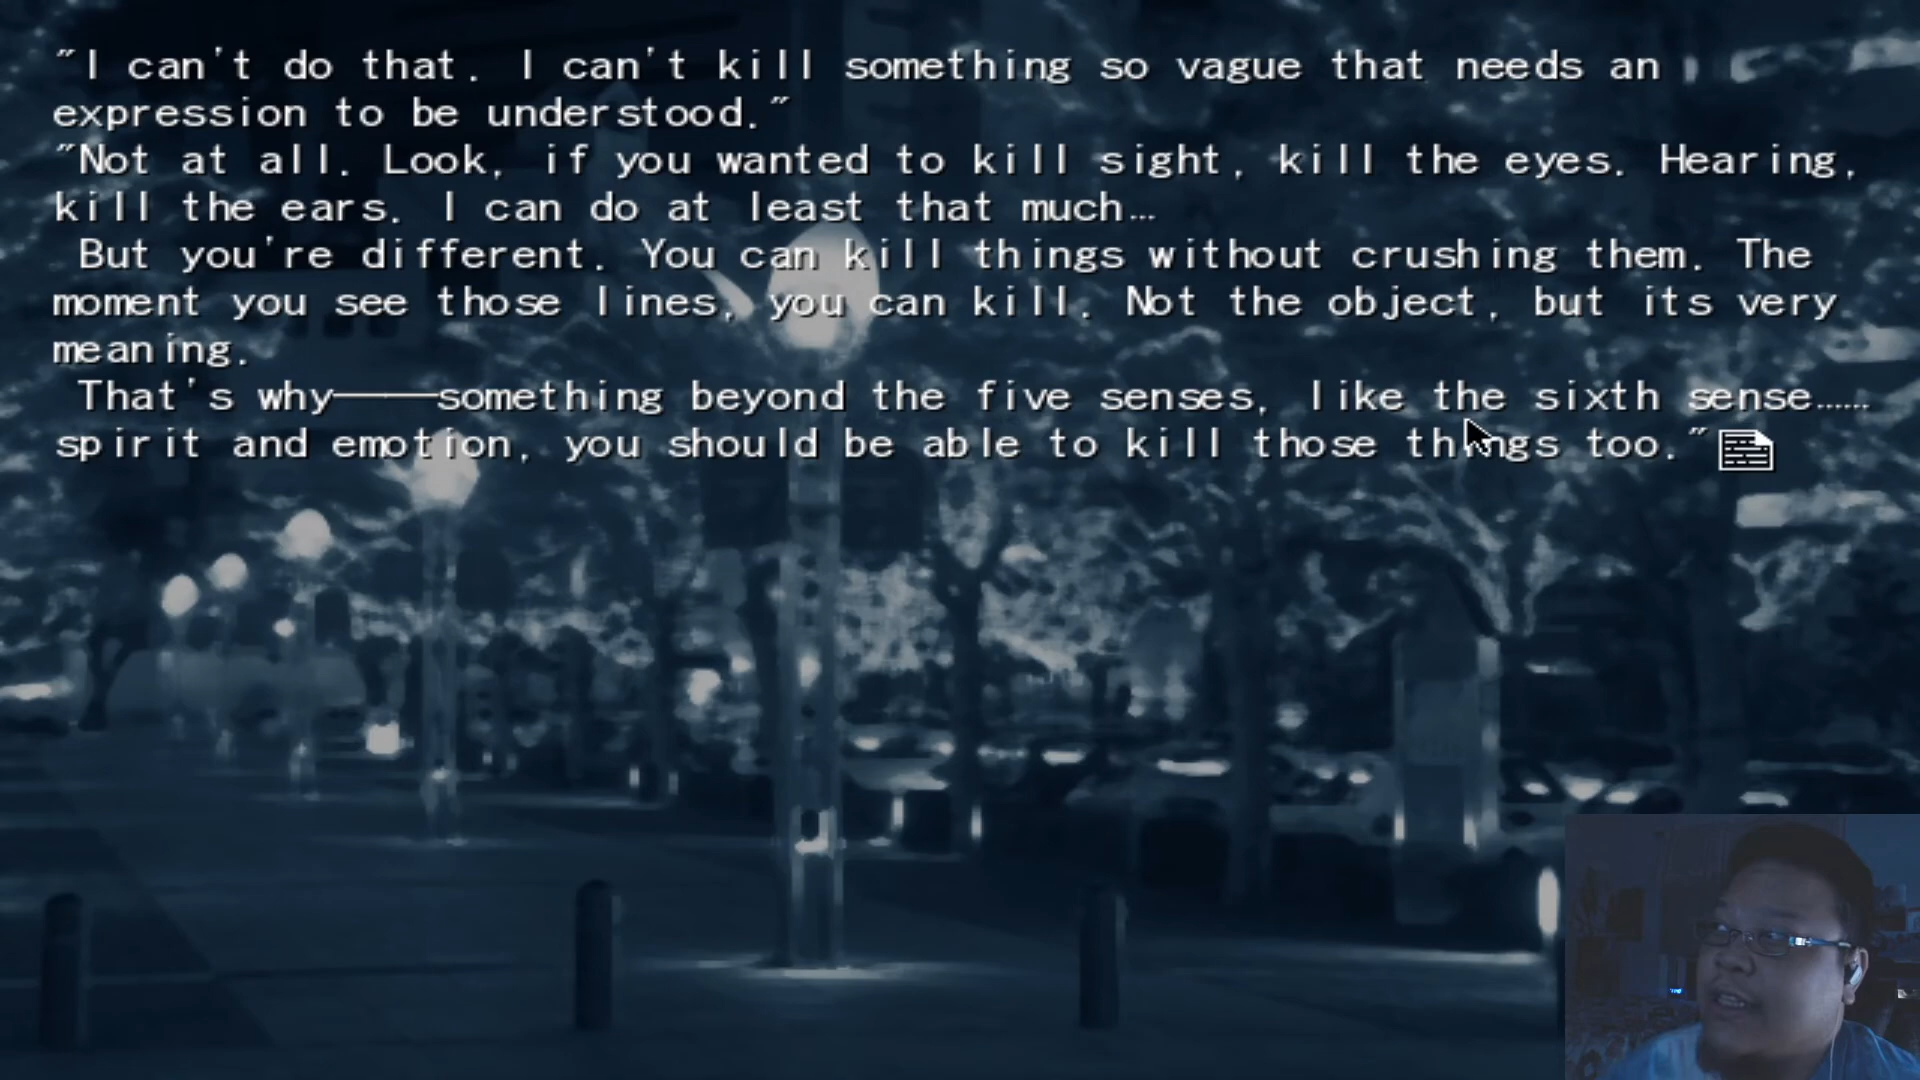 "I can't do that. I can't kill something so vague that needs an
expression to be understood."
"Not at all. Look, if you wanted to kill sight, kill the eyes. Hearing,
kill the ears. I can do at least that much…
But you're different. You can kill things without crushing them. The
moment you see those lines, you can kill. Not the object, but its very
meaning.
That's why――something beyond the five senses, like the sixth sense……
spirit and emotion, you should be able to kill those things too."